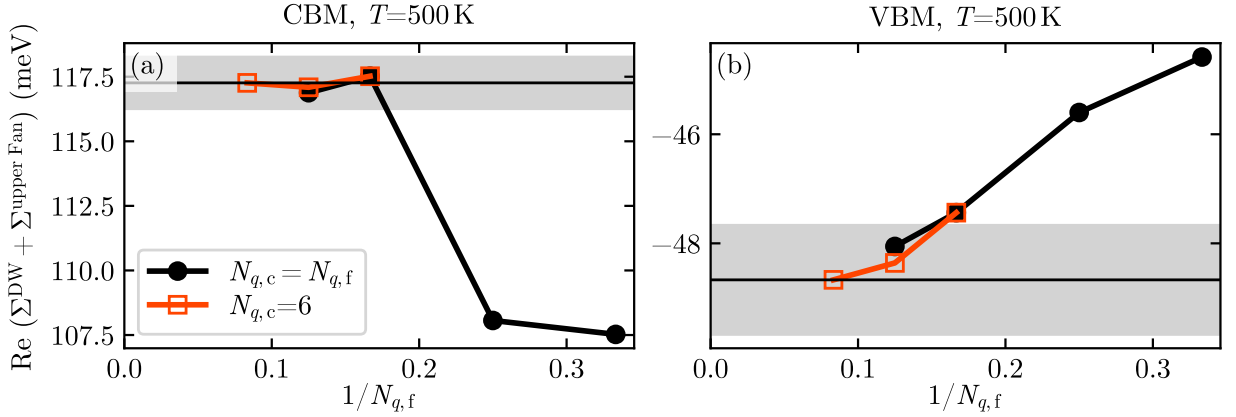 CBM, T=500 K
VBM, T=500 K
Re (Σ^DW + Σ^upper Fan) (meV)
(a)
117.5
115.0
112.5
110.0
107.5
N_q,c = N_q,f
N_q,c=6
0.0
0.1
0.2
0.3
1/N_q,f
(b)
−46
−48
0.0
0.1
0.2
0.3
1/N_q,f